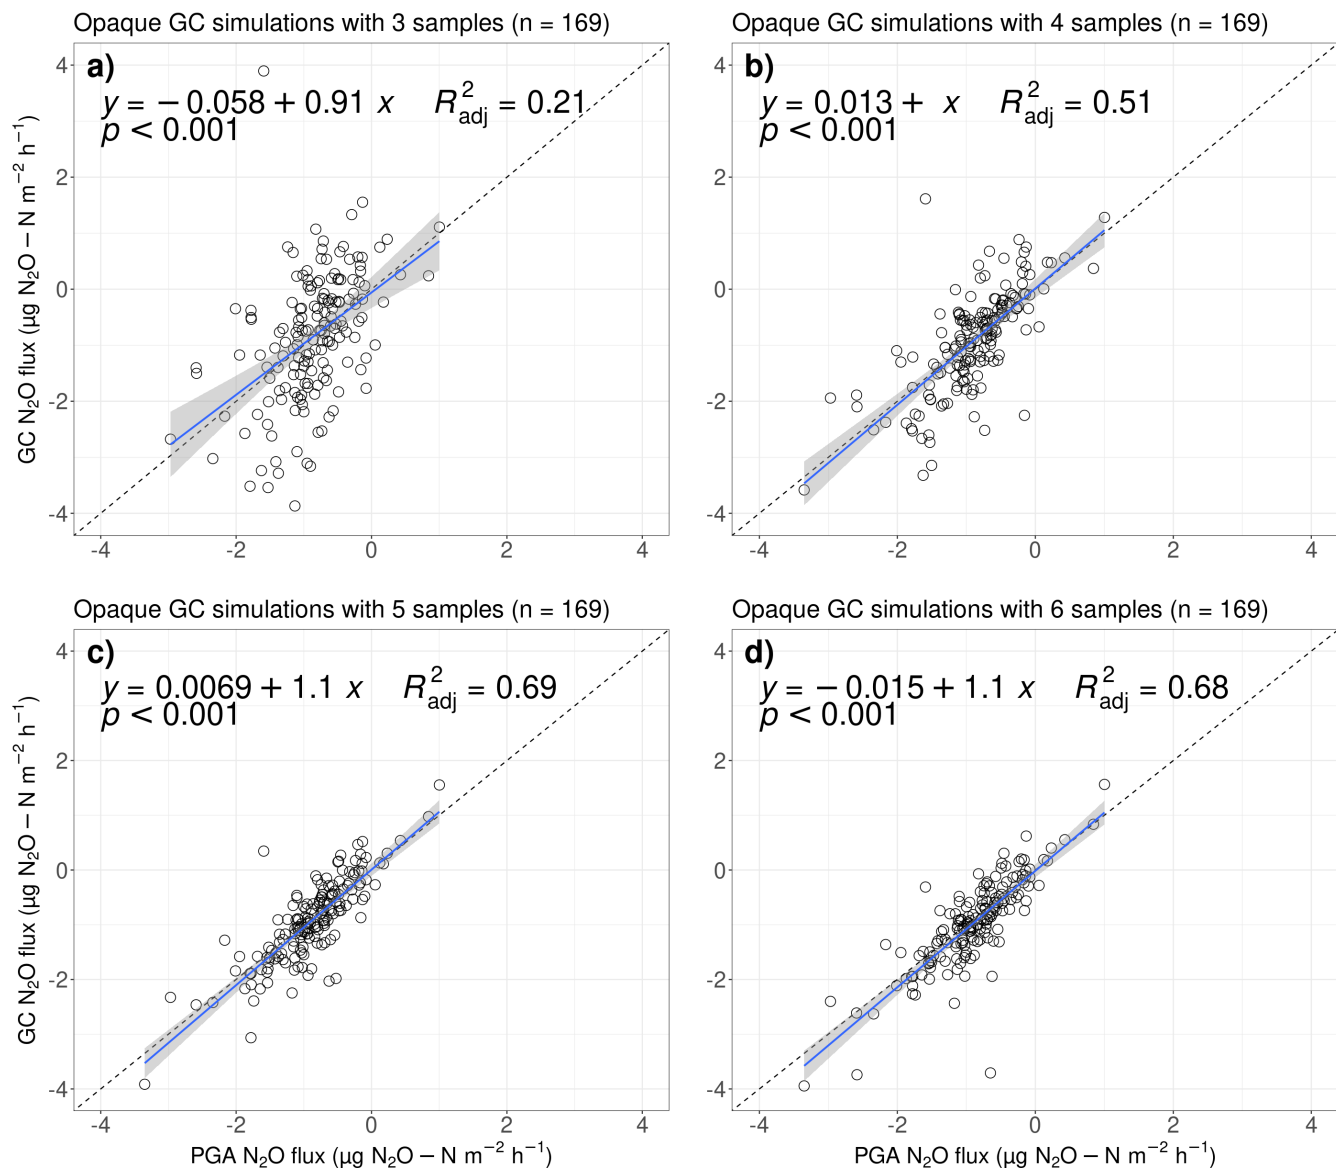 Opaque GC simulations with 3 samples (n = 169)
a)
y = − 0.058 + 0.91 x R²adj = 0.21
p < 0.001
GC N₂O flux (µg N₂O − N m⁻² h⁻¹)
4
2
0
-2
-4
-4 -2 0 2 4
Opaque GC simulations with 4 samples (n = 169)
b)
y = 0.013 + x R²adj = 0.51
p < 0.001
4
2
0
-2
-4
-4 -2 0 2 4
Opaque GC simulations with 5 samples (n = 169)
c)
y = 0.0069 + 1.1 x R²adj = 0.69
p < 0.001
GC N₂O flux (µg N₂O − N m⁻² h⁻¹)
4
2
0
-2
-4
-4 -2 0 2 4
PGA N₂O flux (µg N₂O − N m⁻² h⁻¹)
Opaque GC simulations with 6 samples (n = 169)
d)
y = − 0.015 + 1.1 x R²adj = 0.68
p < 0.001
4
2
0
-2
-4
-4 -2 0 2 4
PGA N₂O flux (µg N₂O − N m⁻² h⁻¹)